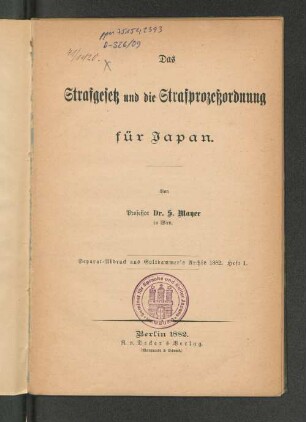 Das
Strafgesetz und die Strafprozeßordnung
für Japan.
Von
Professor Dr. S. Mayer
in Wien.
Separat-Abdruck aus Goltdammer's Archiv 1882. Heft 1.
Berlin 1882.
R. v. Decker's Verlag.